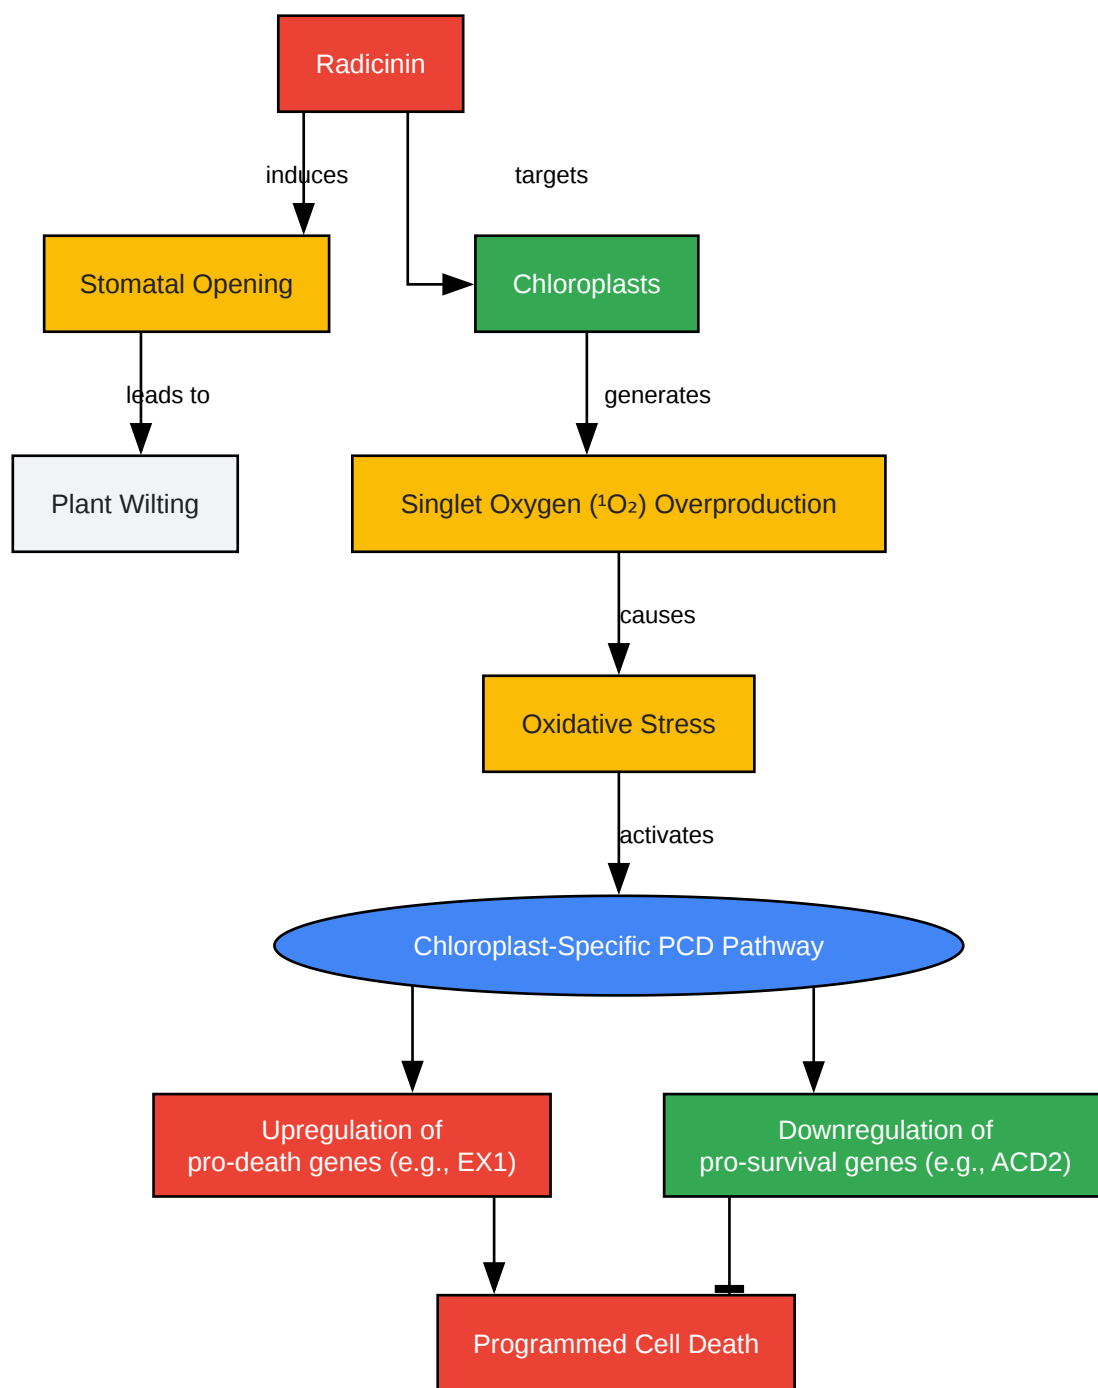 Radicinin
induces
targets
Stomatal Opening
Chloroplasts
leads to
generates
Plant Wilting
Singlet Oxygen (¹O₂) Overproduction
causes
Oxidative Stress
activates
Chloroplast-Specific PCD Pathway
Upregulation of
pro-death genes (e.g., EX1)
Downregulation of
pro-survival genes (e.g., ACD2)
Programmed Cell Death